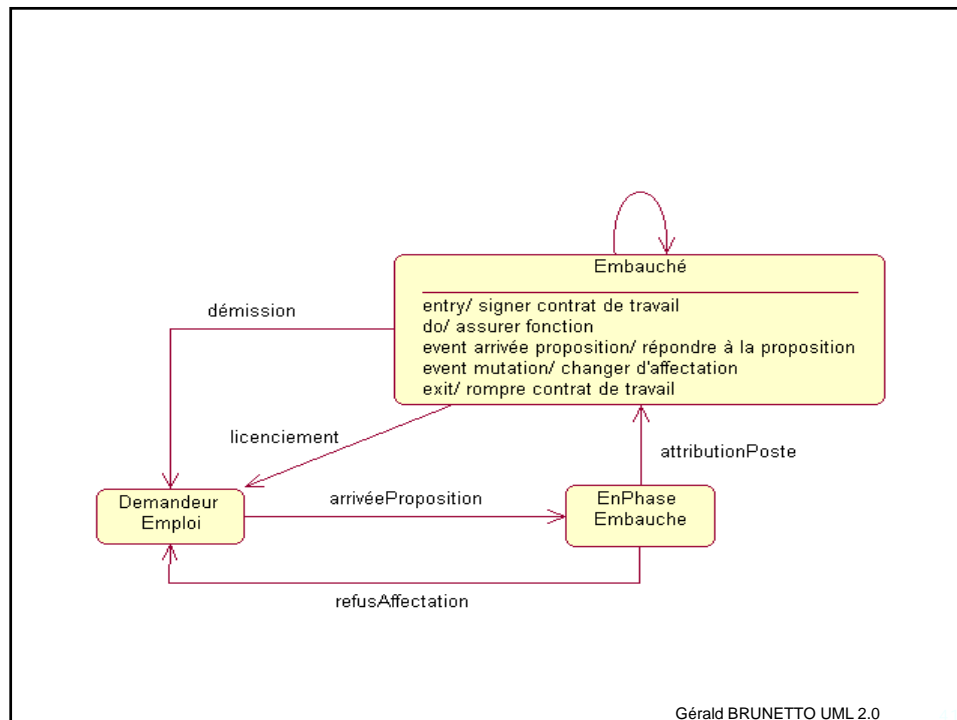 Embauché
entry/ signer contrat de travail
do/ assurer fonction
event arrivée proposition/ répondre à la proposition
event mutation/ changer d'affectation
exit/ rompre contrat de travail
démission
licenciement
attributionPoste
Demandeur
Emploi
arrivéeProposition
EnPhase
Embauche
refusAffectation
Gérald BRUNETTO UML 2.0